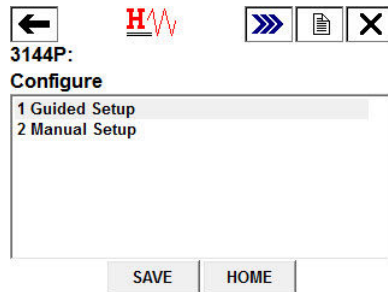 H
3144P:
Configure
1 Guided Setup
2 Manual Setup
SAVE HOME